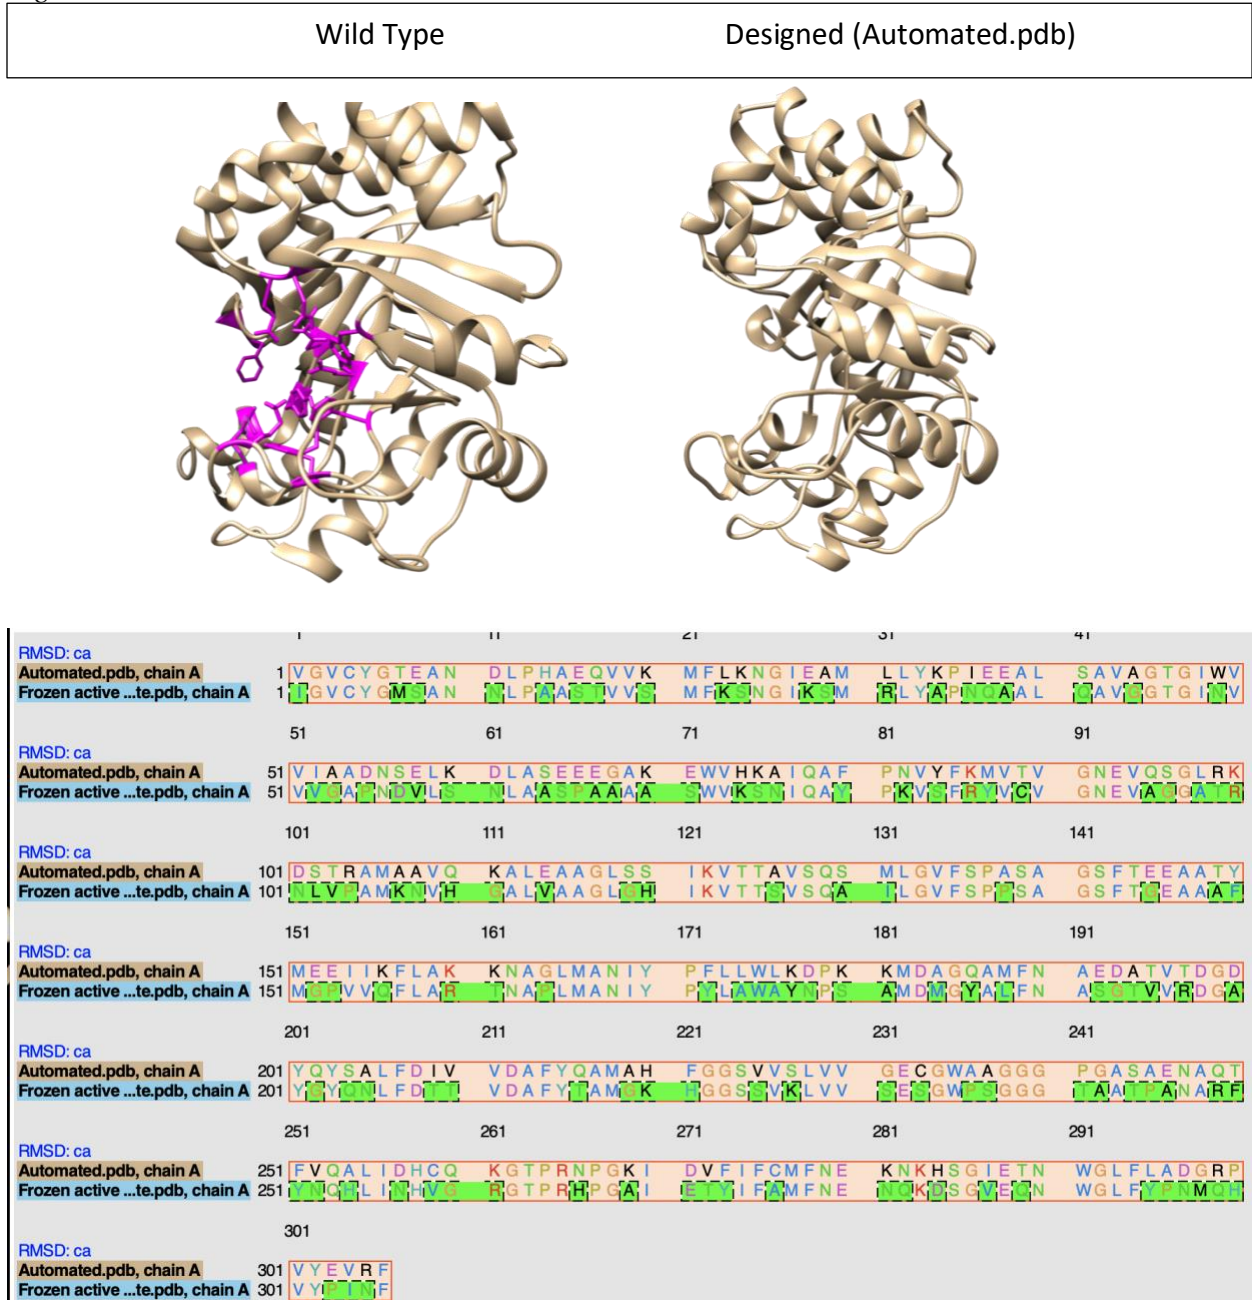 Wild Type Designed (Automated.pdb)
1 11 21 31 41
RMSD: ca
Automated.pdb, chain A 1 VGVCYGTEAN DLPHAEQVVK MFLKNGIEAM LLYKPIEEAL SAVAGTGIWV
Frozen active ...te.pdb, chain A 1 IGVCYGMSAN NLPAASTVVS MFKSNGIKSM RLYAPNQAAL QAVGGTGINV
51 61 71 81 91
RMSD: ca
Automated.pdb, chain A 51 VIAADNSELK DLASEEEGAK EWVHKAIQAF PNVYFKMVTV GNEVQSGLRK
Frozen active ...te.pdb, chain A 51 VVGAPNDVLS NLAASPAAAA SWVKSNIQAY PKVSFRYVCV GNEVAGGATR
101 111 121 131 141
RMSD: ca
Automated.pdb, chain A 101 DSTRAMAAVQ KALEAAGLSS IKVTTAVSQS MLGVFSPASA GSFTEEAATY
Frozen active ...te.pdb, chain A 101 NLVPAMKNVH GALVAAGLGH IKVTTSVSQA ILGVFSPPSA GSFTGEAAAF
151 161 171 181 191
RMSD: ca
Automated.pdb, chain A 151 MEEIIKFLAK KNAGLMANIY PFLLWLKDPK KMDAGQAMFN AEDATVTDGD
Frozen active ...te.pdb, chain A 151 MGPVVQFLAR TNAPLMANIY PYLAWAYNPS AMDMGYALFN ASGTVVRDGA
201 211 221 231 241
RMSD: ca
Automated.pdb, chain A 201 YQYSALFDIV VDAFYQAMAH FGGSVVSLVV GECGWAAGGG PGASAENAQT
Frozen active ...te.pdb, chain A 201 YGYQNLFDTT VDAFYTAMGK HGGSSVKLVV SESGWPSGGG TAATPANARF
251 261 271 281 291
RMSD: ca
Automated.pdb, chain A 251 FVQALIDHCQ KGTPRNPGKI DVFIFCMFNE KNKHSGIETN WGLFLADGRP
Frozen active ...te.pdb, chain A 251 YNQHLINHVG RGTPRHPGAI ETYIFAMFNE NQKDSGVEQN WGLFYPNMQH
301
RMSD: ca
Automated.pdb, chain A 301 VYEVRF
Frozen active ...te.pdb, chain A 301 VYPINF